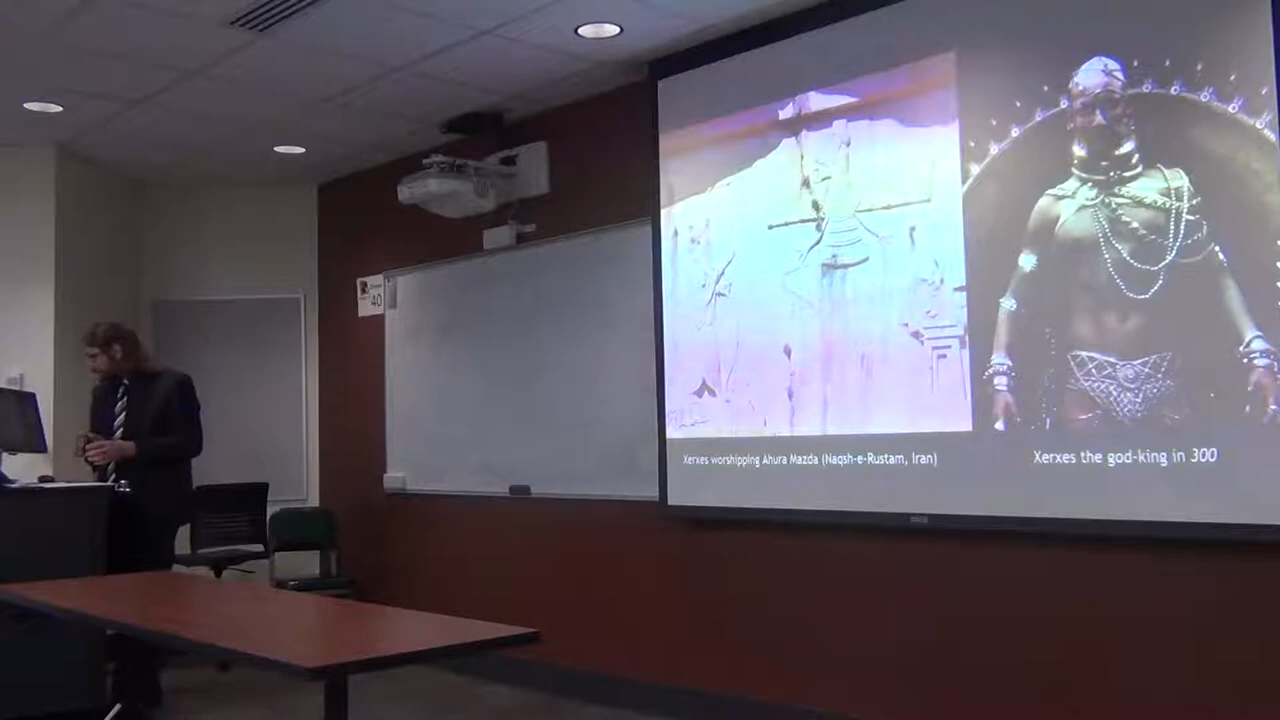 40
Xerxes worshipping Ahura Mazda (Naqsh-e-Rustam, Iran)
Xerxes the god-king in 300